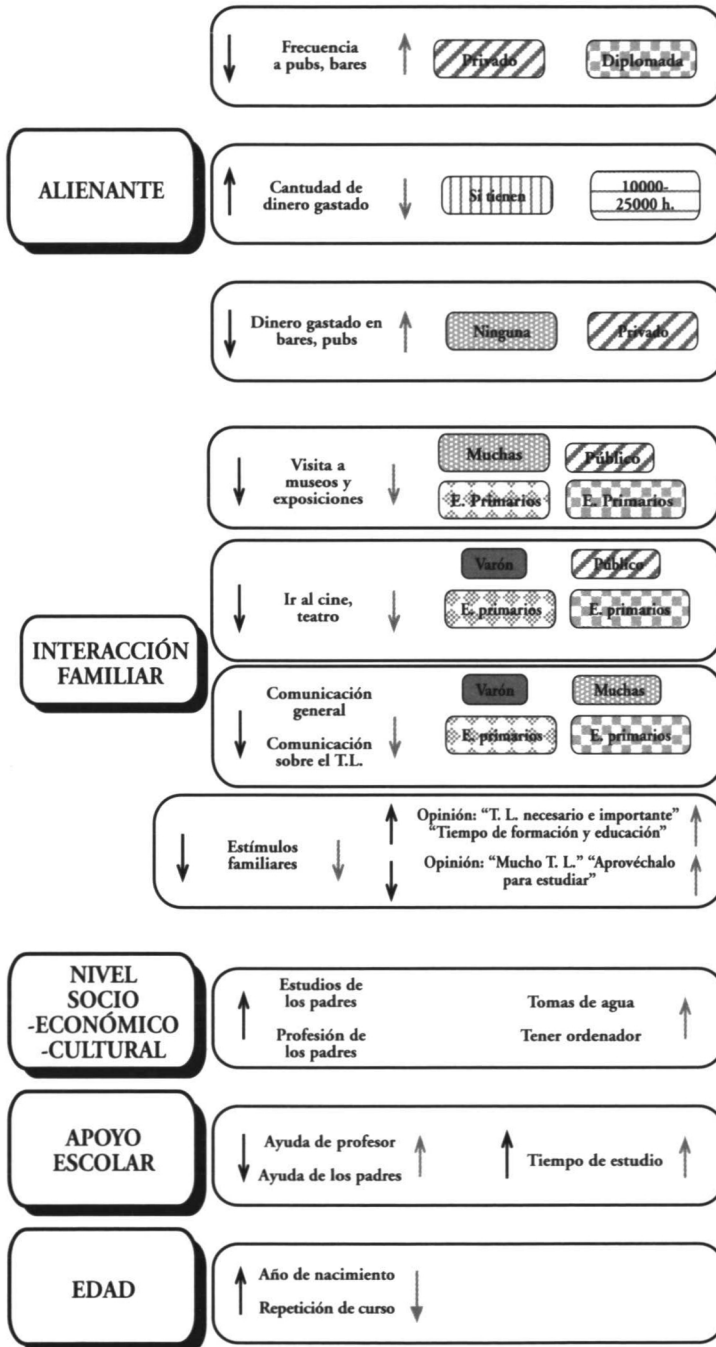 Frecuencia
a pubs, bares
Privado
Diplomada
ALIENANTE
Cantidad de
dinero gastado
Si tienen
10000-
25000 h.
Dinero gastado en
bares, pubs
Ninguna
Privado
Visita a
museos y
exposiciones
Muchas
Público
E. Primarios
E. Primarios
INTERACCIÓN
FAMILIAR
Ir al cine,
teatro
Varón
Público
E. primarios
E. primarios
Comunicación
general
Comunicación
sobre el T.L.
Varón
Muchas
E. primarios
E. primarios
Estímulos
familiares
Opinión: “T. L. necesario e importante”
“Tiempo de formación y educación”
Opinión: “Mucho T. L.” “Aprovéchalo
para estudiar”
NIVEL
SOCIO
-ECONÓMICO
-CULTURAL
Estudios de
los padres
Profesión de
los padres
Tomas de agua
Tener ordenador
APOYO
ESCOLAR
Ayuda de profesor
Ayuda de los padres
Tiempo de estudio
EDAD
Año de nacimiento
Repetición de curso